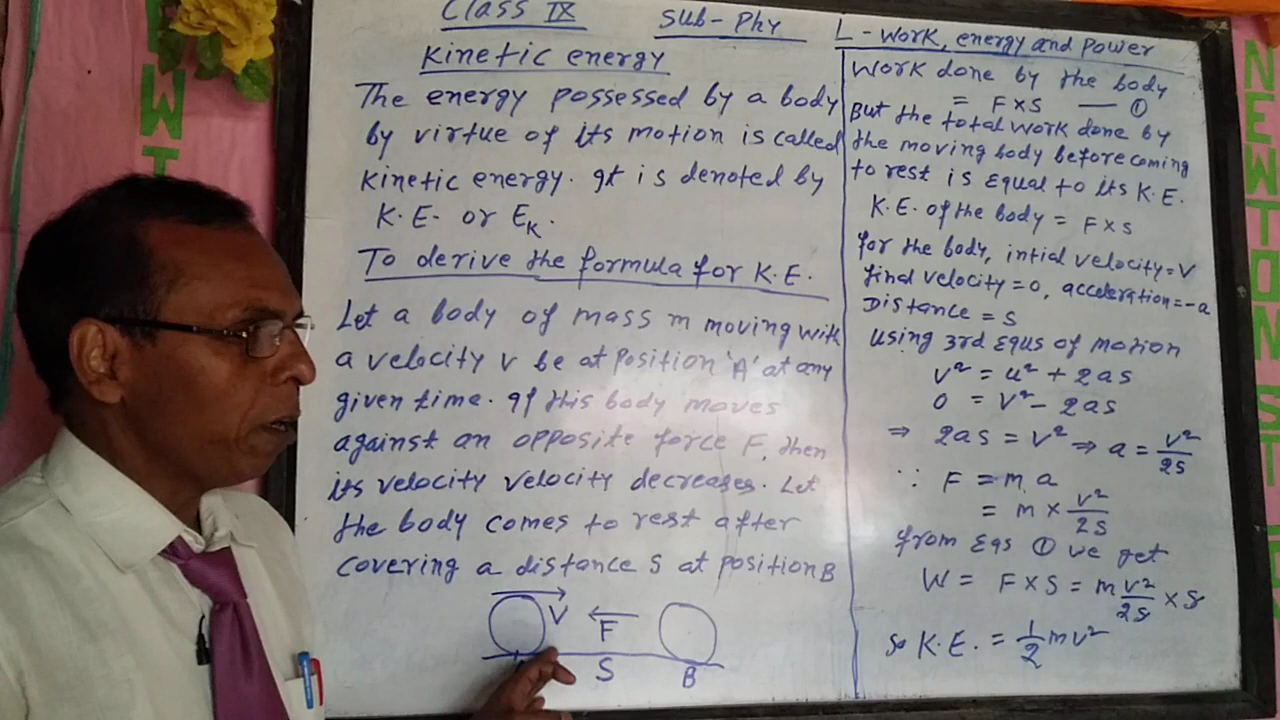 Class IX Sub-Phy L-Work, energy and Power
Kinetic energy
The energy possessed by a body
by virtue of its motion is called
Kinetic energy. It is denoted by
K.E. or EK.
To derive the formula for K.E.
Let a body of mass m moving with
a velocity v be at position 'A' at any
given time. If this body moves
against an opposite force F, then
its velocity velocity decreases. Let
the body comes to rest after
covering a distance S at position B
V
F
S
B
Work done by the body
= F×S — ①
But the total work done by
the moving body before coming
to rest is equal to its K.E.
K.E. of the body = F×S
for the body, intial velocity=V
final velocity=0, acceleration=-a
Distance = S
Using 3rd Equs of motion
v² = u² + 2as
0 = v² - 2as
⇒ 2as = v² ⇒ a = v²/2s
∴ F = m a
= m × v²/2s
from Eqs ① we get
W = F×S = m v²/2s × s
so K.E. = 1/2 mv²
NEWT
NEWTON ST